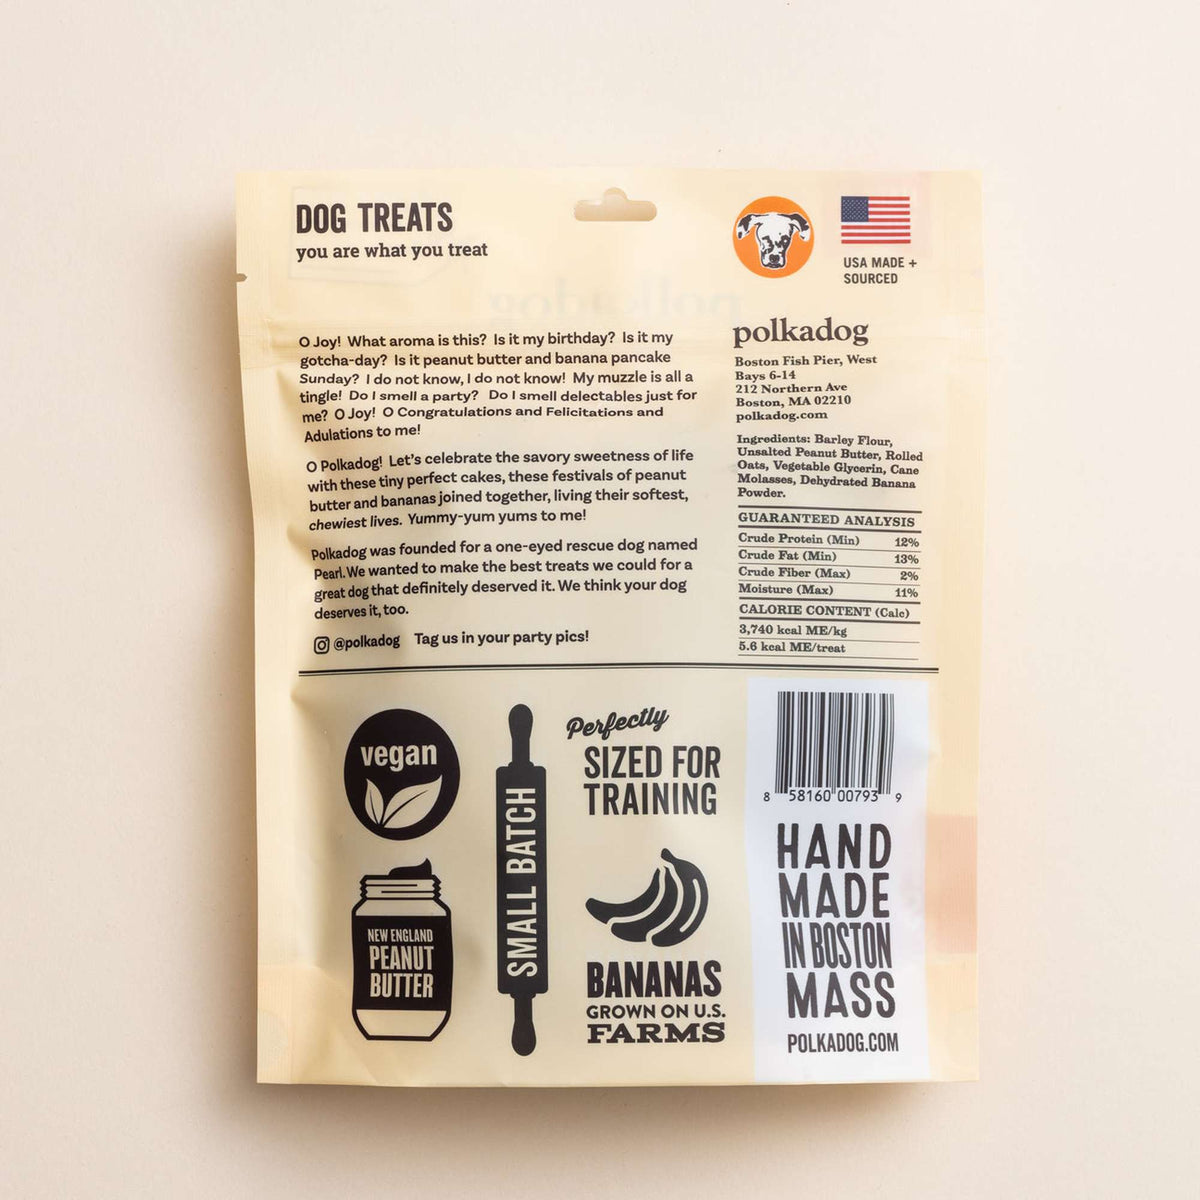 DOG TREATS
you are what you treat
USA MADE +
SOURCED
O Joy! What aroma is this? Is it my birthday? Is it my
gotcha-day? Is it peanut butter and banana pancake
Sunday? I do not know, I do not know! My muzzle is all a
tingle! Do I smell a party? Do I smell delectables just for
me? O Joy! O Congratulations and Felicitations and
Adulations to me!
O Polkadog! Let's celebrate the savory sweetness of life
with these tiny perfect cakes, these festivals of peanut
butter and bananas joined together, living their softest,
chewiest lives. Yummy-yum yums to me!
Polkadog was founded for a one-eyed rescue dog named
Pearl. We wanted to make the best treats we could for a
great dog that definitely deserved it. We think your dog
deserves it, too.
@polkadog Tag us in your party pics!
polkadog
Boston Fish Pier, West
Bays 6-14
212 Northern Ave
Boston, MA 02210
polkadog.com
Ingredients: Barley Flour,
Unsalted Peanut Butter, Rolled
Oats, Vegetable Glycerin, Cane
Molasses, Dehydrated Banana
Powder.
GUARANTEED ANALYSIS
Crude Protein (Min) 12%
Crude Fat (Min) 13%
Crude Fiber (Max) 2%
Moisture (Max) 11%
CALORIE CONTENT (Calc)
3,740 kcal ME/kg
5.6 kcal ME/treat
vegan
NEW ENGLAND
PEANUT
BUTTER
SMALL BATCH
Perfectly
SIZED FOR
TRAINING
BANANAS
GROWN ON U.S.
FARMS
8 58160 00793 9
HAND
MADE
IN BOSTON
MASS
POLKADOG.COM